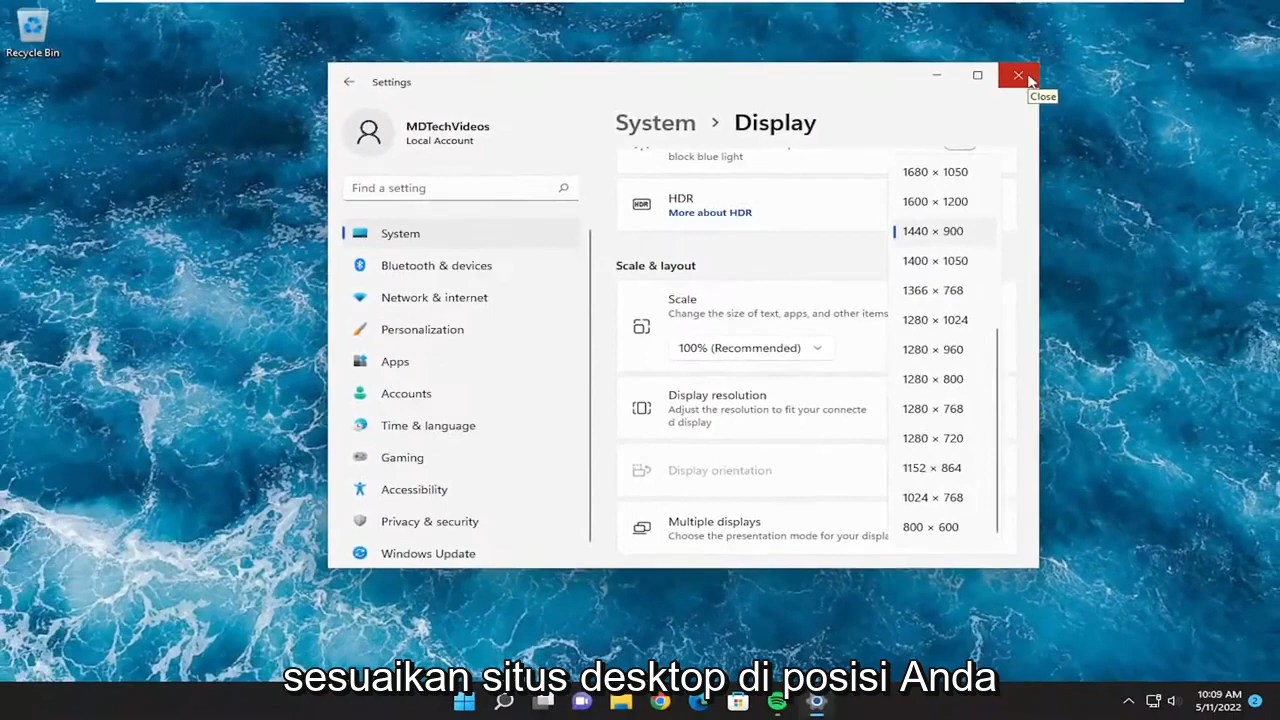 Recycle Bin
Settings
Close
MDTechVideos
Local Account
Find a setting
System
Bluetooth & devices
Network & internet
Personalization
Apps
Accounts
Time & language
Gaming
Accessibility
Privacy & security
Windows Update
System > Display
block blue light
HDR
HDR
More about HDR
Scale & layout
Scale
Change the size of text, apps, and other items
100% (Recommended)
Display resolution
Adjust the resolution to fit your connecte
d display
Display orientation
Multiple displays
Choose the presentation mode for your displa
1680 × 1050
1600 × 1200
1440 × 900
1400 × 1050
1366 × 768
1280 × 1024
1280 × 960
1280 × 800
1280 × 768
1280 × 720
1152 × 864
1024 × 768
800 × 600
sesuaikan situs desktop di posisi Anda
10:09 AM
5/11/2022
2